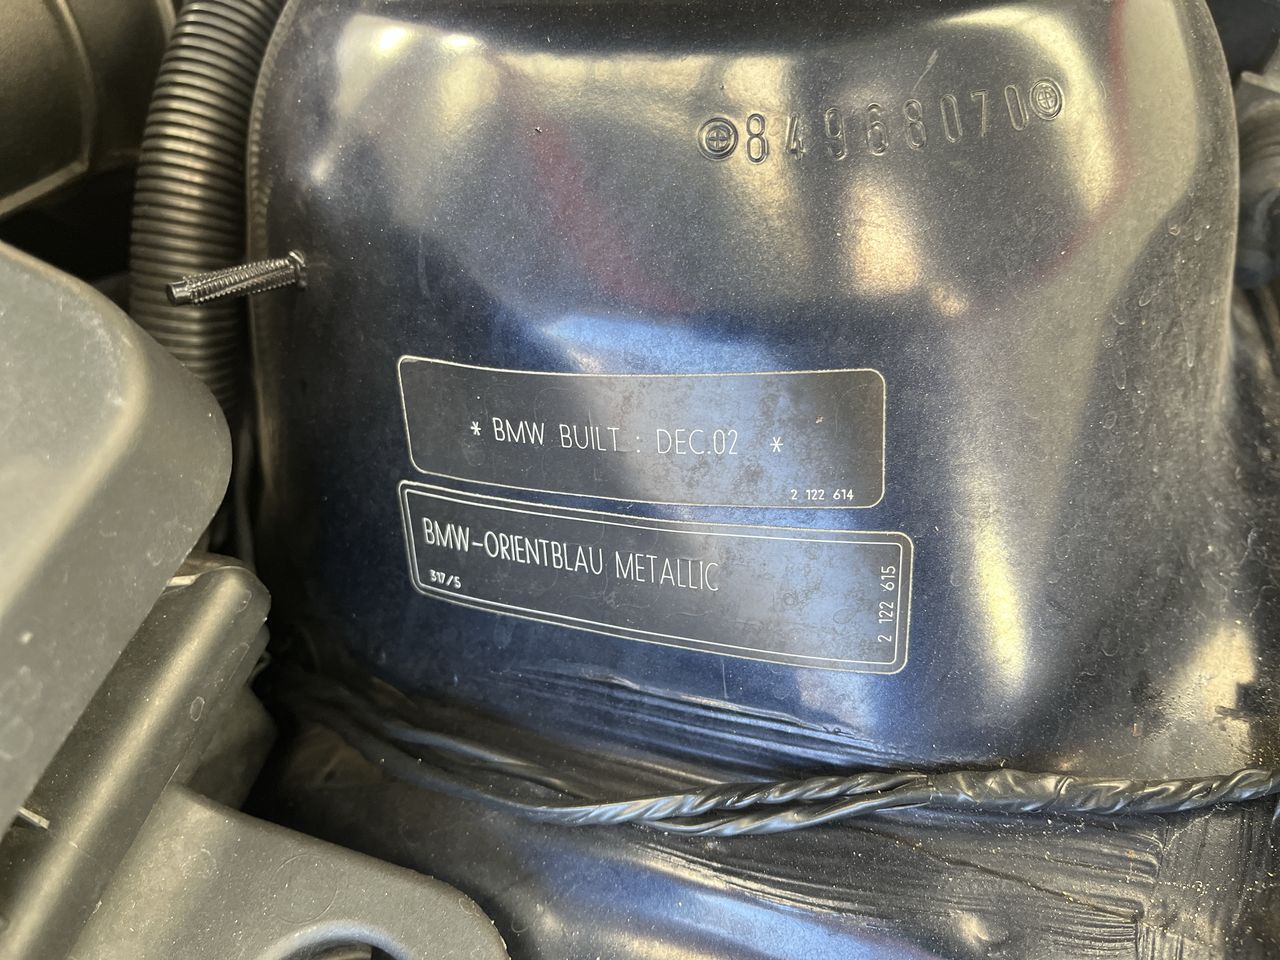 84968070
* BMW BUILT : DEC.02 *
2 122 614
BMW-ORIENTBLAU METALLIC
317/5
2 122 615